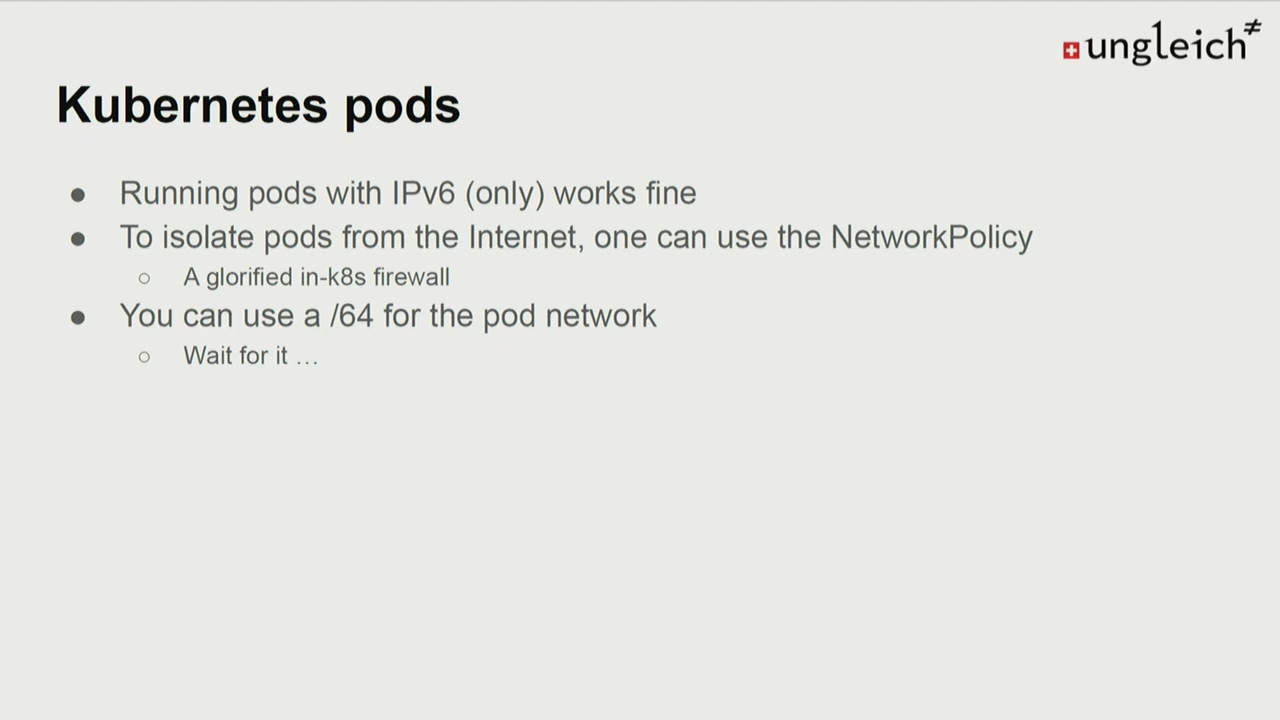 ungleich≠
Kubernetes pods
● Running pods with IPv6 (only) works fine
● To isolate pods from the Internet, one can use the NetworkPolicy
○ A glorified in-k8s firewall
● You can use a /64 for the pod network
○ Wait for it …